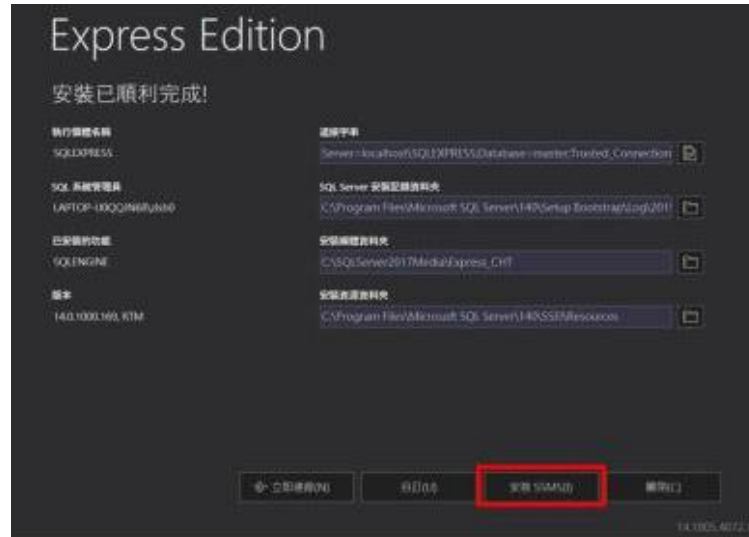 Express Edition
安裝已順利完成!
執行個體名稱
連接字串
SQLEXPRESS
Server=localhost\SQLEXPRESS;Database=master;Trusted_Connection
SQL 系統管理員
SQL Server 安裝記錄資料夾
C:\Program Files\Microsoft SQL Server\140\Setup Bootstrap\Log\201
已安裝的功能
安裝媒體資料夾
SQLENGINE
C:\SQLServer2017Media\Express_CHT
版本
安裝資源資料夾
14.0.1000.169, RTM
C:\Program Files\Microsoft SQL Server\140\SSEI\Resources
立即連線(N)
自訂(U)
安裝 SSMS(I)
關閉(C)
14.1805.4072.